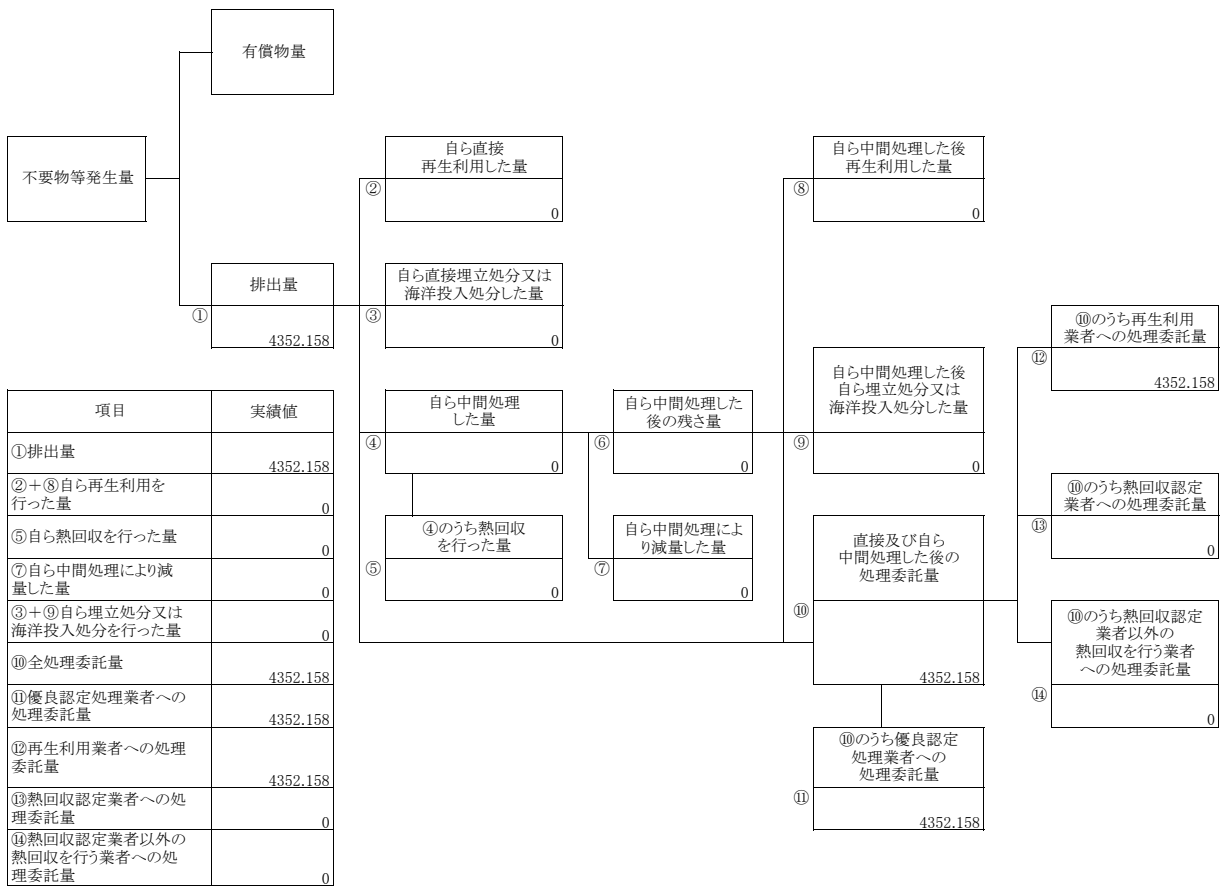 有償物量
不要物等発生量
自ら直接
再生利用した量
②
0
自ら中間処理した後
再生利用した量
⑧
0
排出量
①
4352.158
自ら直接埋立処分又は
海洋投入処分した量
③
0
⑩のうち再生利用
業者への処理委託量
⑫
4352.158
自ら中間処理
した量
④
0
自ら中間処理した
後の残さ量
⑥
0
自ら中間処理した後
自ら埋立処分又は
海洋投入処分した量
⑨
0
⑩のうち熱回収認定
業者への処理委託量
⑬
0
④のうち熱回収
を行った量
⑤
0
自ら中間処理によ
り減量した量
⑦
0
直接及び自ら
中間処理した後の
処理委託量
⑩
4352.158
⑩のうち熱回収認定
業者以外の
熱回収を行う業者
への処理委託量
⑭
0
⑩のうち優良認定
処理業者への
処理委託量
⑪
4352.158
項目 実績値
①排出量
4352.158
②＋⑧自ら再生利用を
行った量
0
⑤自ら熱回収を行った量
0
⑦自ら中間処理により減
量した量
0
③＋⑨自ら埋立処分又は
海洋投入処分を行った量
0
⑩全処理委託量
4352.158
⑪優良認定処理業者への
処理委託量
4352.158
⑫再生利用業者への処理
委託量
4352.158
⑬熱回収認定業者への処
理委託量
0
⑭熱回収認定業者以外の
熱回収を行う業者への処
理委託量
0